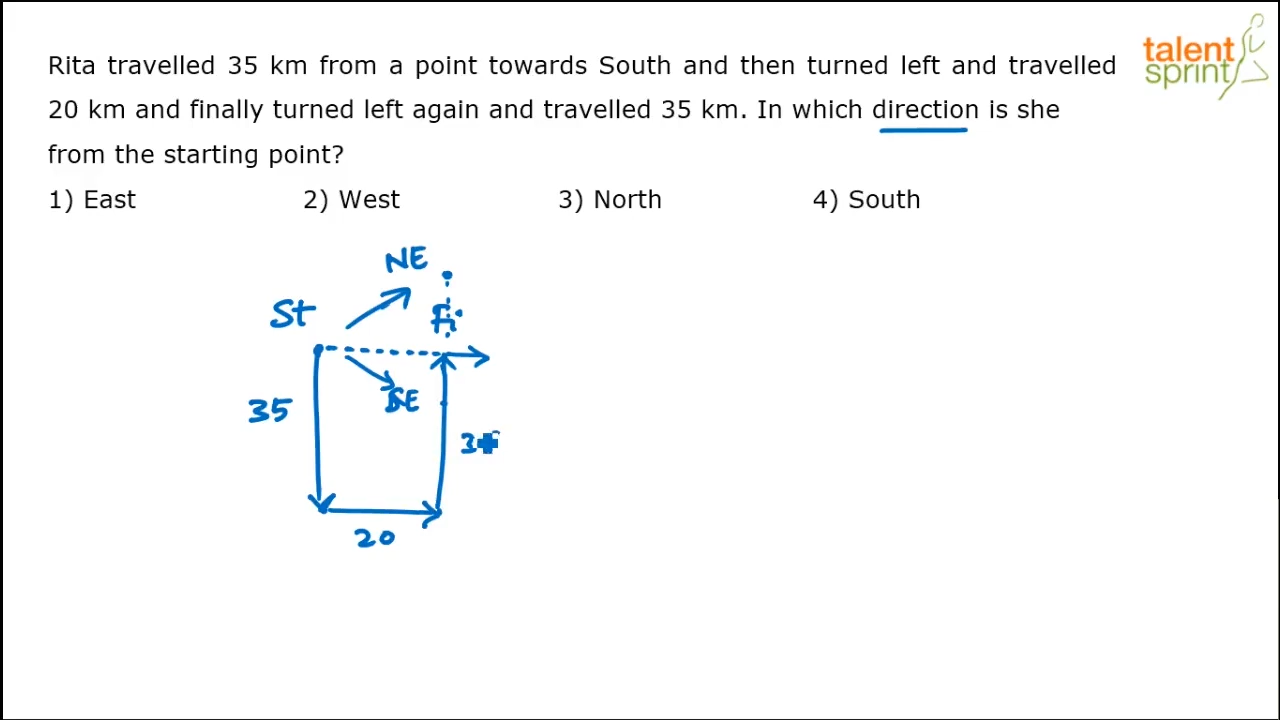 talent
sprint
Rita travelled 35 km from a point towards South and then turned left and travelled
20 km and finally turned left again and travelled 35 km. In which direction is she
from the starting point?
1) East 2) West 3) North 4) South
NE
St Fi
SE
35
20